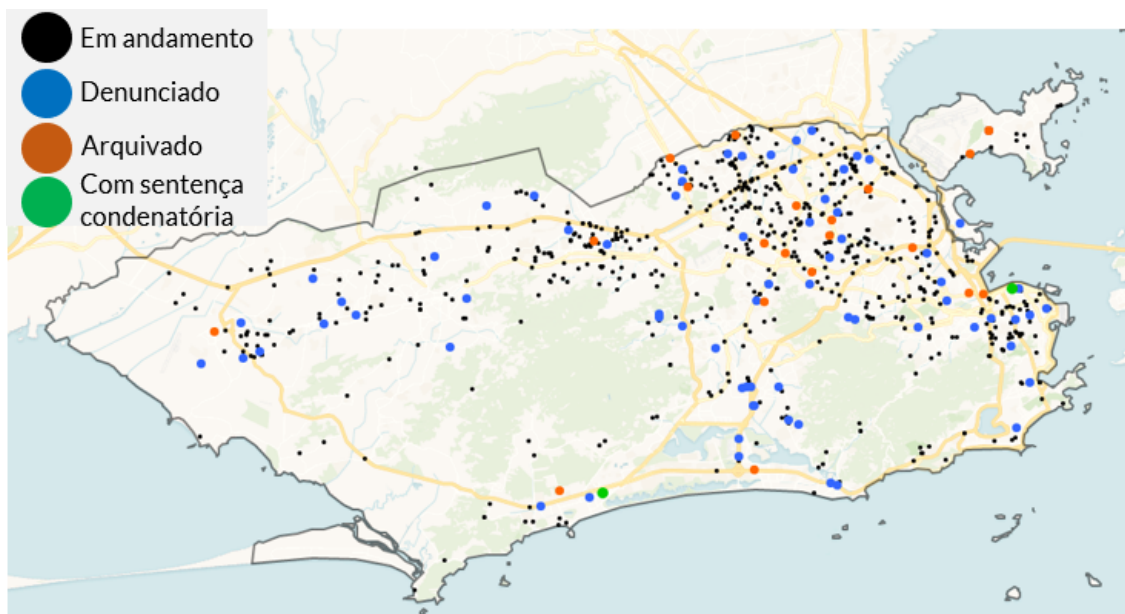 Em andamento
Denunciado
Arquivado
Com sentença
condenatória